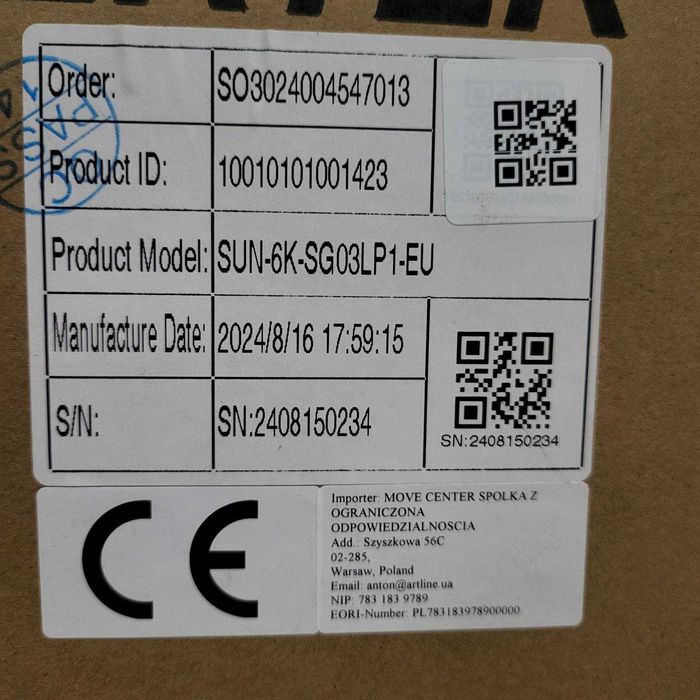 Order: SO3024004547013
Product ID: 10010101001423
Product Model: SUN-6K-SG03LP1-EU
Manufacture Date: 2024/8/16 17:59:15
S/N: SN:2408150234
SN:2408150234
CE
Importer: MOVE CENTER SPOLKA Z
OGRANICZONA
ODPOWIEDZIALNOSCIA
Add.: Szyszkowa 56C
02-285,
Warsaw, Poland
Email: anton@artline.ua
NIP: 783 183 9789
EORI-Number: PL783183978900000
QC PASS